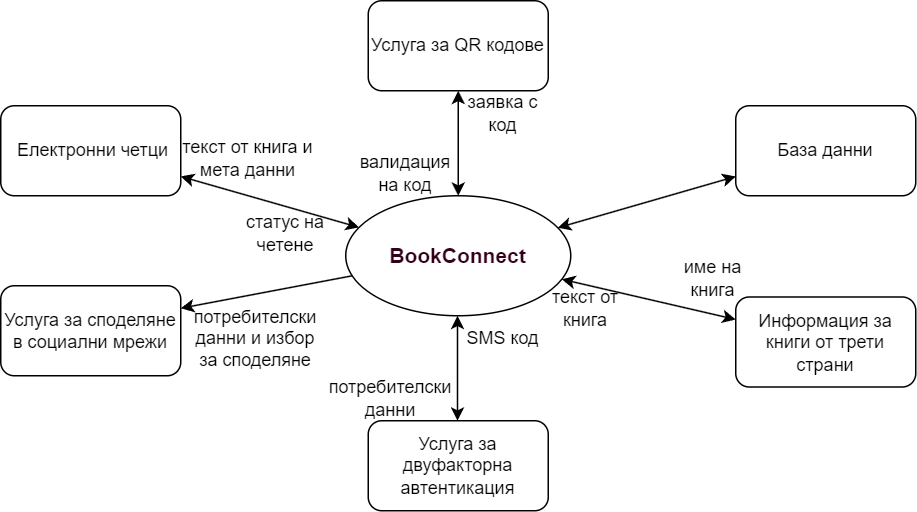 Услуга за QR кодове
заявка с
код
валидация
на код
Електронни четци
текст от книга и
мета данни
статус на
четене
База данни
BookConnect
име на
книга
текст от
книга
Информация за
книги от трети
страни
Услуга за споделяне
в социални мрежи
потребителски
данни и избор
за споделяне
SMS код
потребителски
данни
Услуга за
двуфакторна
автентикация